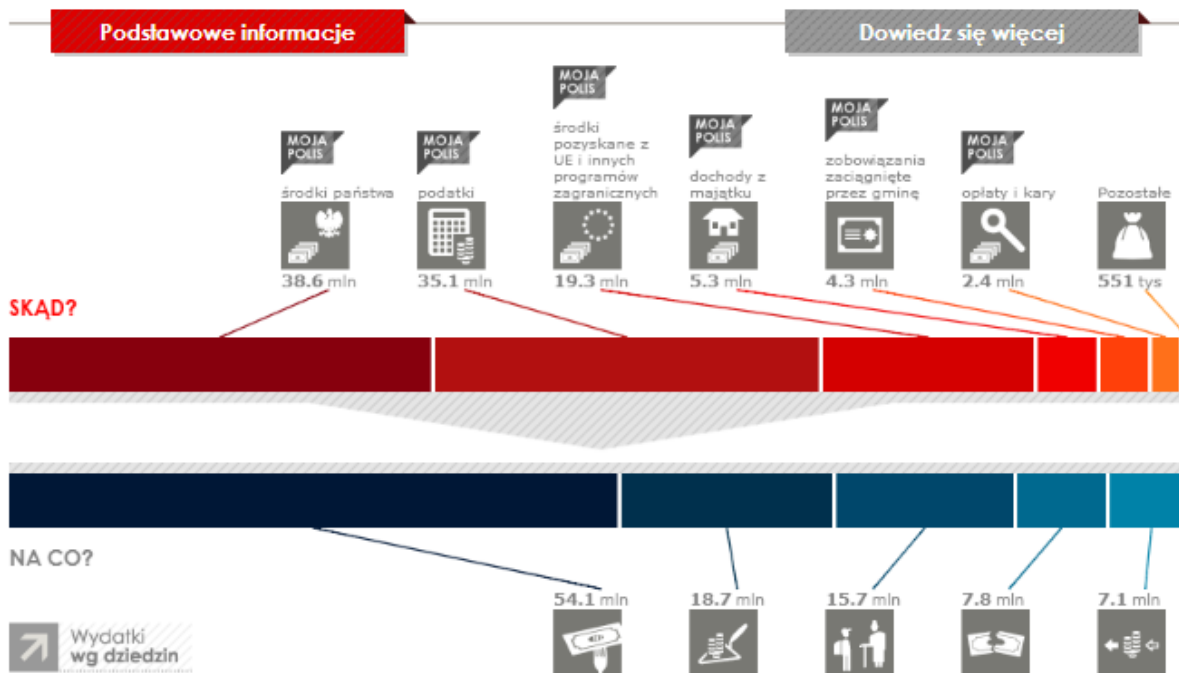 Podstawowe informacje
Dowiedz się więcej
MOJA
POLIS
środki państwa
38.6 mln
MOJA
POLIS
podatki
35.1 mln
MOJA
POLIS
środki
pozyskane z
UE i innych
programów
zagranicznych
19.3 mln
MOJA
POLIS
dochody z
majątku
5.3 mln
MOJA
POLIS
zobowiązania
zaciągnięte
przez gminę
4.3 mln
MOJA
POLIS
opłaty i kary
2.4 mln
Pozostałe
551 tys
SKĄD?
NA CO?
54.1 mln
18.7 mln
15.7 mln
7.8 mln
7.1 mln
Wydatki
wg dziedzin